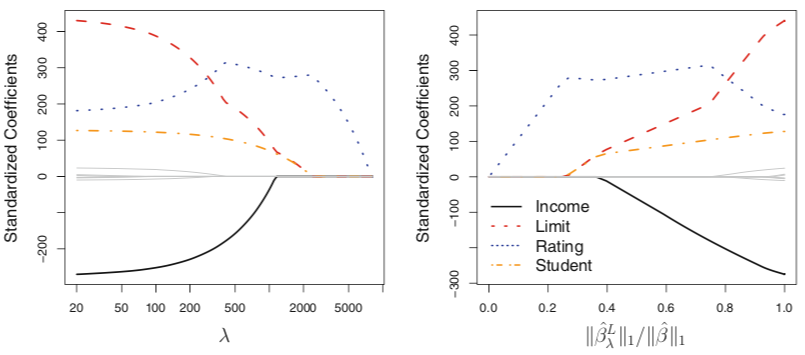 Standardized Coefficients
400
300
200
100
0
−200
20 50 100 200 500 2000 5000
λ
Standardized Coefficients
400
300
200
100
0
−100
−300
Income
Limit
Rating
Student
0.0 0.2 0.4 0.6 0.8 1.0
‖β̂λᴸ‖₁/‖β̂‖₁